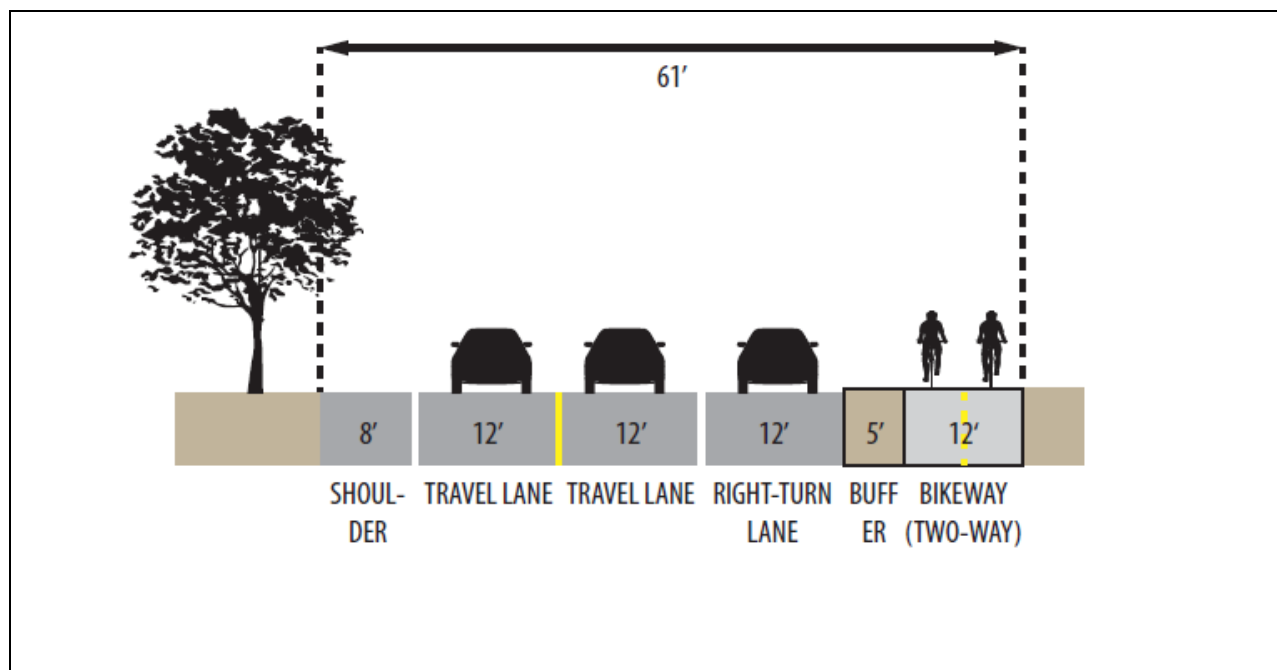 61’
8’ 12’ 12’ 12’ 5’ 12’
SHOUL- TRAVEL LANE TRAVEL LANE RIGHT-TURN BUFF BIKEWAY
DER LANE ER (TWO-WAY)